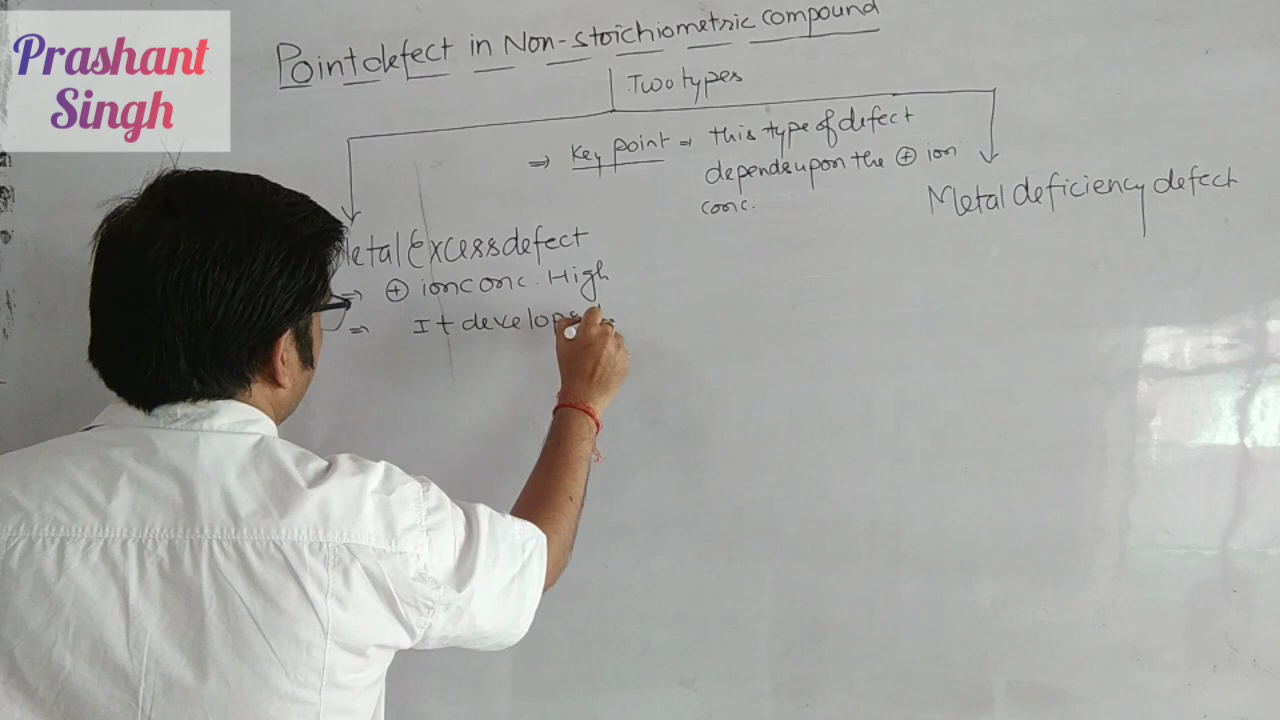 Prashant
Singh
Point defect in Non-stoichiometric compound
Two types
⇒ Key point ⇒ this type of defect
depends upon the ⊕ ion
conc.
Metal deficiency defect
Metal Excess defect
⇒ ⊕ ion conc. High
⇒ It develops